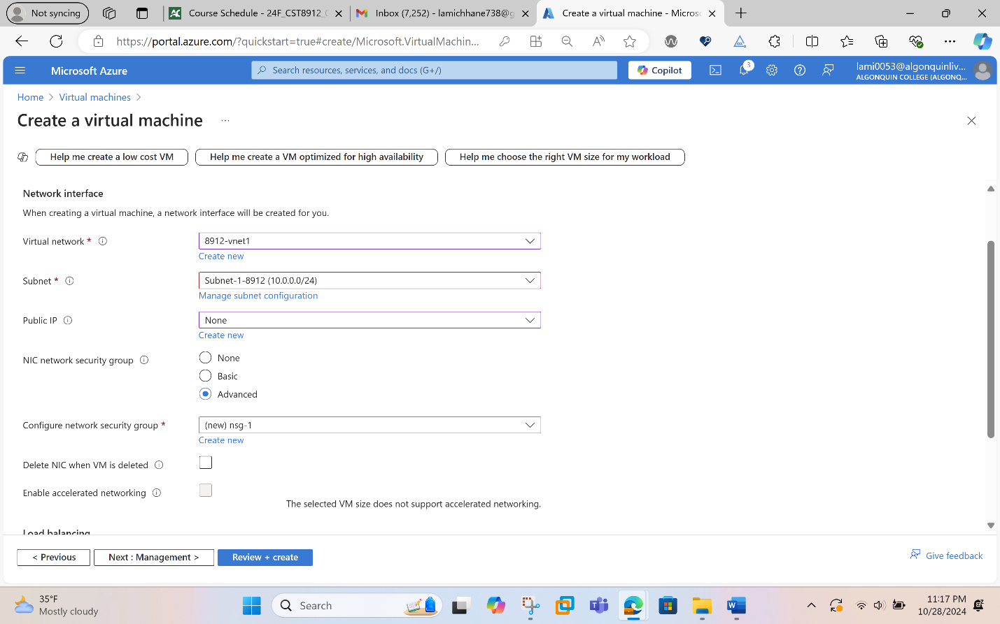 Not syncing
Course Schedule - 24F_CST8912_
Inbox (7,252) - lamichhane738@g
Create a virtual machine - Micros
https://portal.azure.com/?quickstart=true#create/Microsoft.VirtualMachin...
Microsoft Azure
Search resources, services, and docs (G+/)
Copilot
3
lami0053@algonquinliv...
ALGONQUIN COLLEGE (ALGONQ...
Home > Virtual machines >
Create a virtual machine ...
Help me create a low cost VM
Help me create a VM optimized for high availability
Help me choose the right VM size for my workload
Network interface
When creating a virtual machine, a network interface will be created for you.
Virtual network *
8912-vnet1
Create new
Subnet *
Subnet-1-8912 (10.0.0.0/24)
Manage subnet configuration
Public IP
None
Create new
NIC network security group
None
Basic
Advanced
Configure network security group *
(new) nsg-1
Create new
Delete NIC when VM is deleted
Enable accelerated networking
The selected VM size does not support accelerated networking.
Load balancing
< Previous
Next : Management >
Review + create
Give feedback
35°F
Mostly cloudy
Search
11:17 PM
10/28/2024